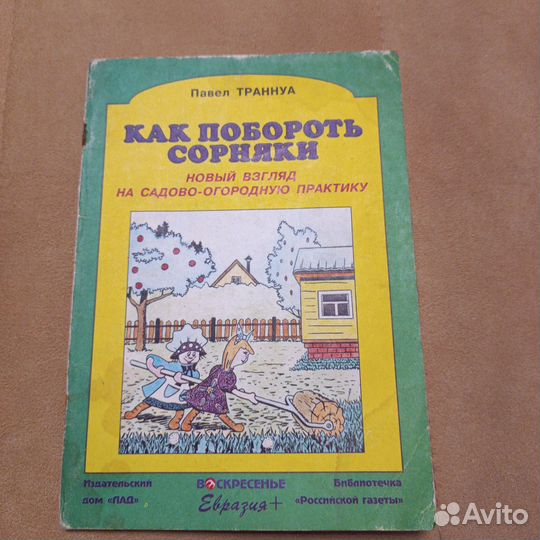 Павел ТРАННУА
КАК ПОБОРОТЬ
СОРНЯКИ
НОВЫЙ ВЗГЛЯД
НА САДОВО-ОГОРОДНУЮ ПРАКТИКУ
Издательский
дом «ЛАД»
ВОСКРЕСЕНЬЕ
Евразия+
Библиотечка
«Российской газеты»
Avito